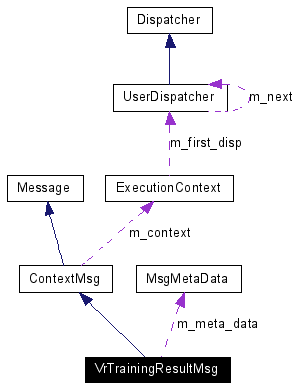 Dispatcher
UserDispatcher
m_next
m_first_disp
Message
ExecutionContext
m_context
ContextMsg
MsgMetaData
m_meta_data
VrTrainingResultMsg